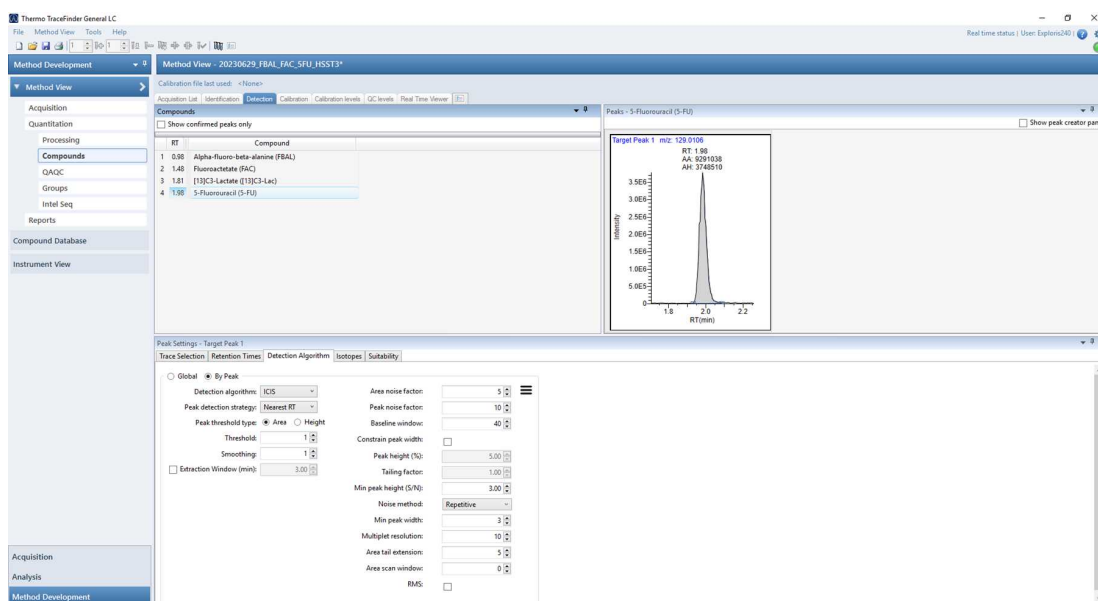 Thermo TraceFinder General LC
File Method View Tools Help
Real time status | User: Exploris240 |
1 1
Method Development
Method View - 20230629_FBAL_FAC_5FU_HSST3*
Method View
Calibration file last used: <None>
Acquisition List Identification Detection Calibration Calibration levels QC levels Real Time Viewer
Acquisition
Quantitation
Processing
Compounds
QAQC
Groups
Intel Seq
Reports
Compound Database
Instrument View
Acquisition
Analysis
Method Development
Compounds
Show confirmed peaks only
RT Compound
1 0.98 Alpha-fluoro-beta-alanine (FBAL)
2 1.48 Fluoroactetate (FAC)
3 1.81 [13]C3-Lactate ([13]C3-Lac)
4 1.98 5-Fluorouracil (5-FU)
Peaks - 5-Fluorouracil (5-FU)
Show peak creator pan
Target Peak 1 m/z: 129.0106
RT: 1.98
AA: 9291038
AH: 3748510
3.5E6
3.0E6
2.5E6
2.0E6
1.5E6
1.0E6
5.0E5
0
Intensity
1.8 2.0 2.2
RT(min)
Peak Settings - Target Peak 1
Trace Selection Retention Times Detection Algorithm Isotopes Suitability
Global By Peak
Detection algorithm: ICIS
Peak detection strategy: Nearest RT
Peak threshold type: Area Height
Threshold: 1
Smoothing: 1
Extraction Window (min): 3.00
Area noise factor: 5
Peak noise factor: 10
Baseline window: 40
Constrain peak width:
Peak height (%): 5.00
Tailing factor: 1.00
Min peak height (S/N): 3.00
Noise method: Repetitive
Min peak width: 3
Multiplet resolution: 10
Area tail extension: 5
Area scan window: 0
RMS: